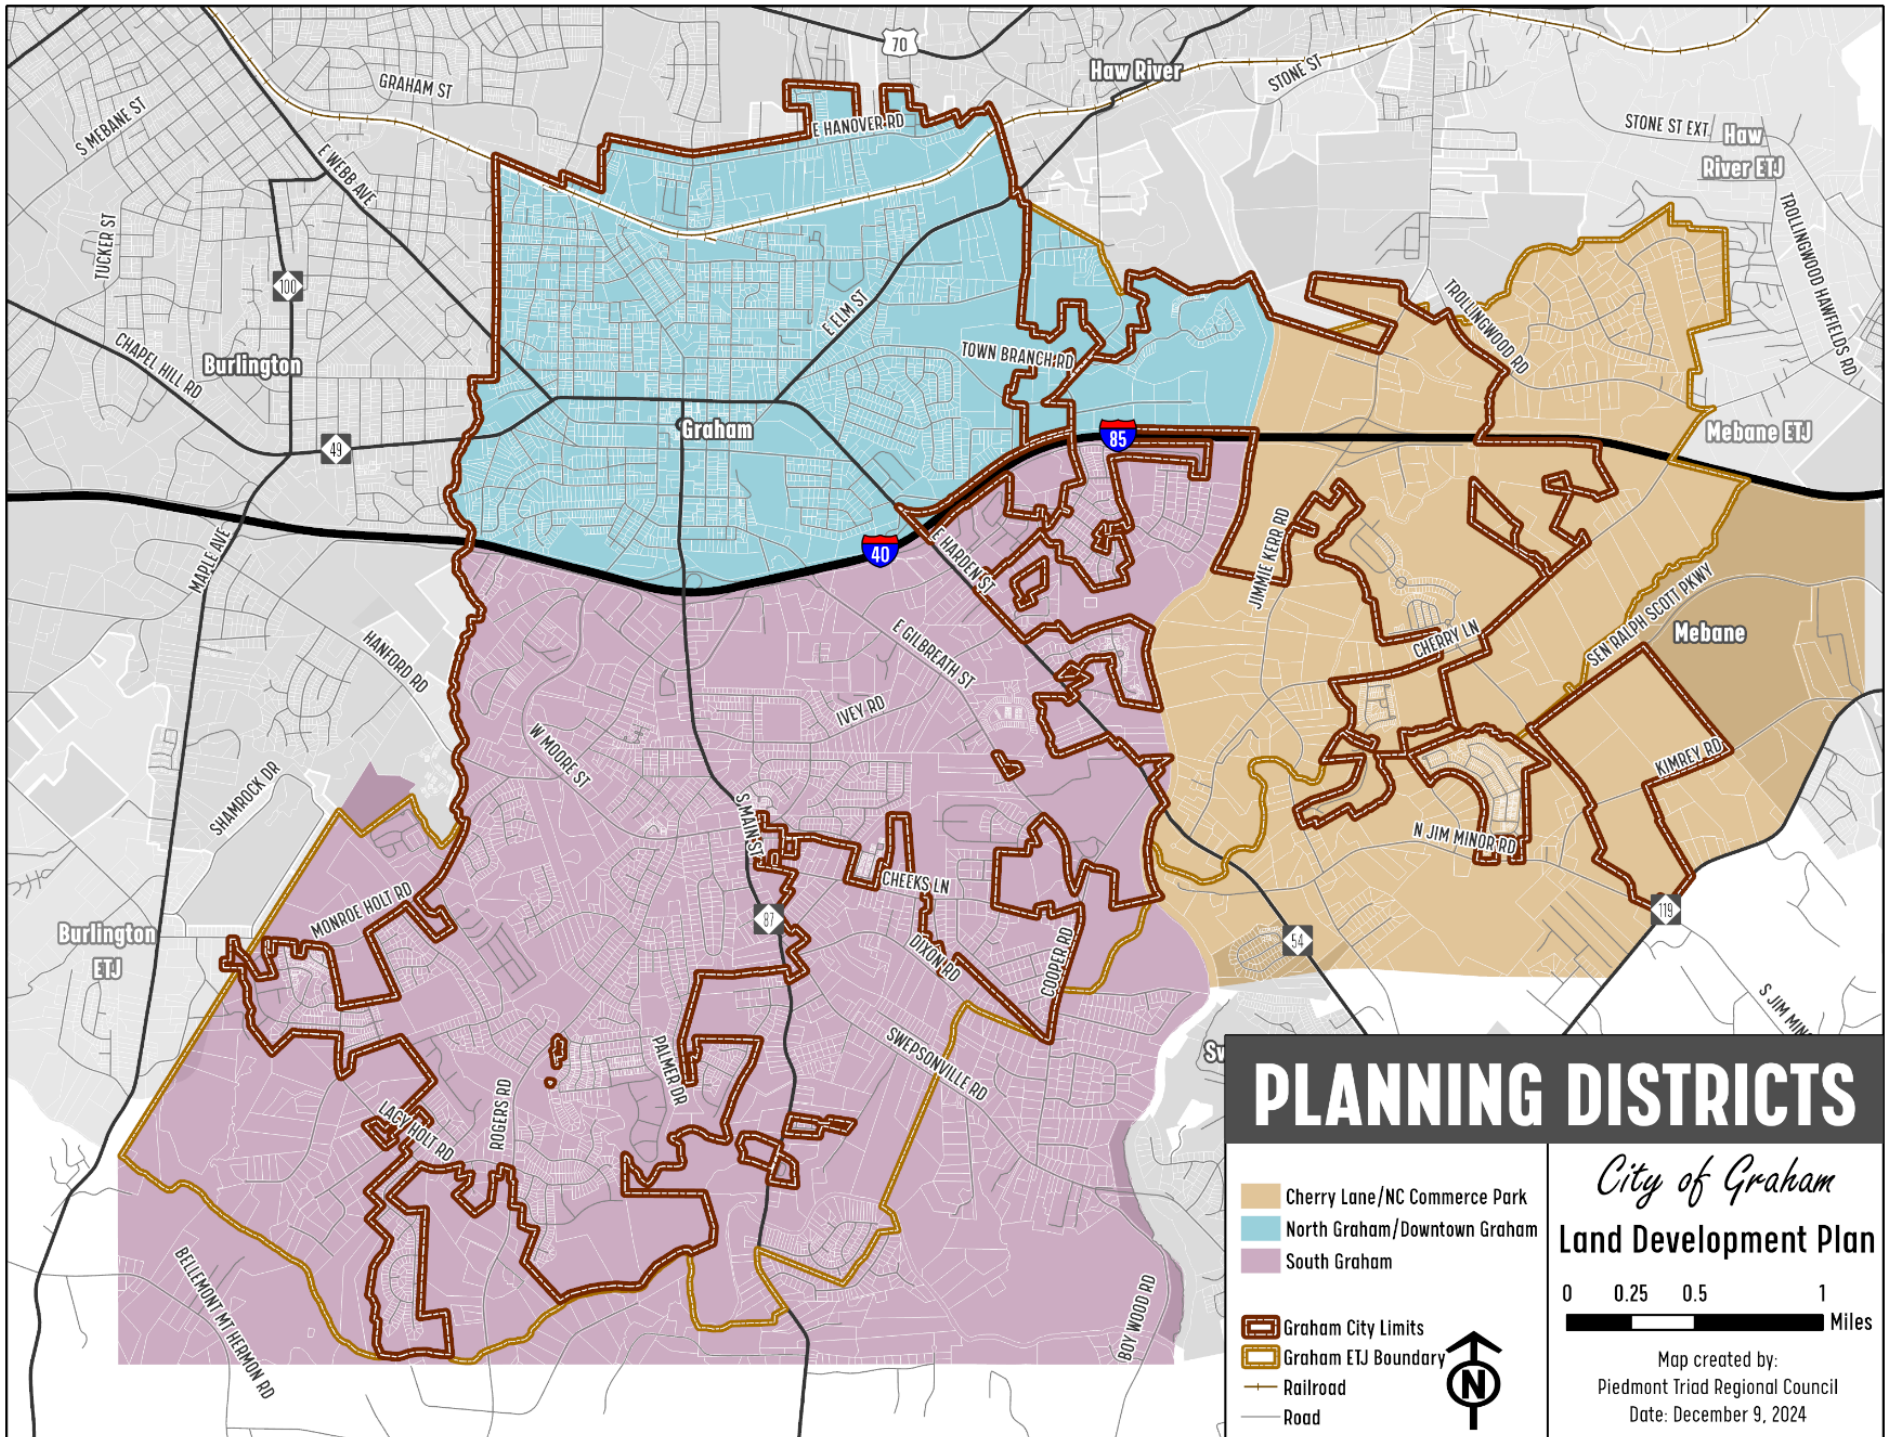 70
Haw River
GRAHAM ST
STONE ST
S MEBANE ST
E HANOVER RD
STONE ST EXT
Haw
River ETJ
E WEBB AVE
TUCKER ST
TROLLINGWOOD HAWFIELDS RD
100
E ELM ST
TROLLINGWOOD RD
CHAPEL HILL RD
Burlington
TOWN BRANCH RD
Graham
85
Mebane ETJ
49
MAPLE AVE
40
E HARDEN ST
JIMMIE KERR RD
SEN RALPH SCOTT PKWY
Mebane
HANFORD RD
E GILBREATH ST
CHERRY LN
IVEY RD
W MOORE ST
KIMREY RD
SHAMROCK DR
S MAIN ST
N JIM MINOR RD
CHEEKS LN
MONROE HOLT RD
87
119
Burlington
ETJ
DIXON RD
COOPER RD
54
S JIM MIN
SWEPSONVILLE RD
PALMER DR
Sw
ROGERS RD
LACY HOLT RD
BELLEMONT MT HERMON RD
BOY WOOD RD
PLANNING DISTRICTS
Cherry Lane/NC Commerce Park
North Graham/Downtown Graham
South Graham
Graham City Limits
Graham ETJ Boundary
Railroad
Road
N
City of Graham
Land Development Plan
0 0.25 0.5 1
Miles
Map created by:
Piedmont Triad Regional Council
Date: December 9, 2024